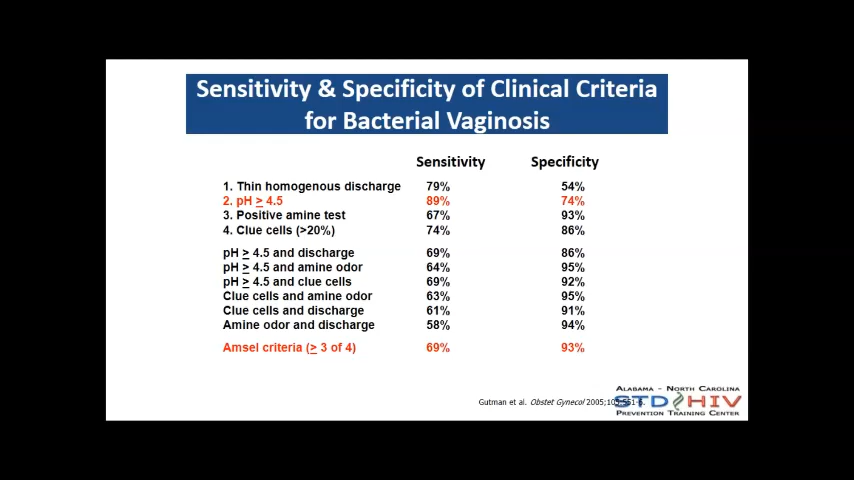 Sensitivity & Specificity of Clinical Criteria
for Bacterial Vaginosis
Sensitivity Specificity
1. Thin homogenous discharge 79% 54%
2. pH ≥ 4.5 89% 74%
3. Positive amine test 67% 93%
4. Clue cells (>20%) 74% 86%
pH ≥ 4.5 and discharge 69% 86%
pH ≥ 4.5 and amine odor 64% 95%
pH ≥ 4.5 and clue cells 69% 92%
Clue cells and amine odor 63% 95%
Clue cells and discharge 61% 91%
Amine odor and discharge 58% 94%
Amsel criteria (≥ 3 of 4) 69% 93%
Alabama - North Carolina
Gutman et al. Obstet Gynecol 2005;105:551-6.
STD HIV
Prevention Training Center